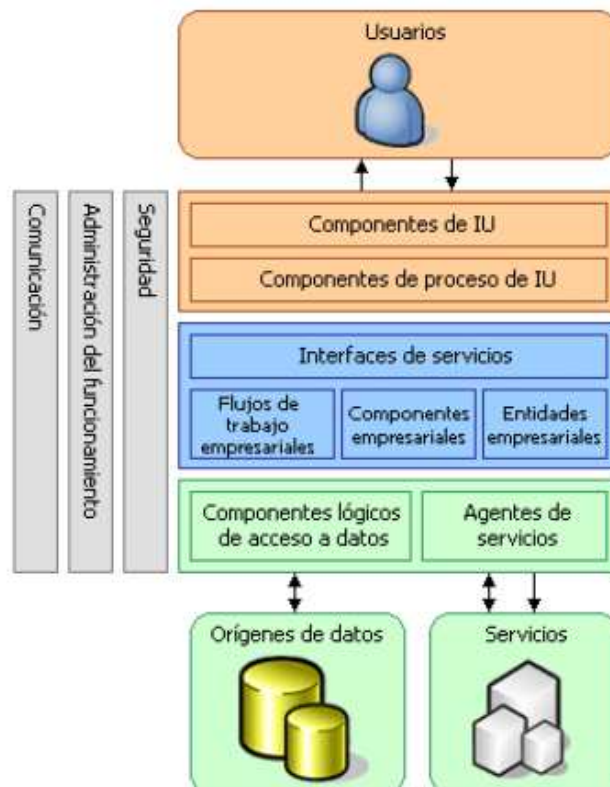 Usuarios
Comunicación
Administración del funcionamiento
Seguridad
Componentes de IU
Componentes de proceso de IU
Interfaces de servicios
Flujos de
trabajo
empresariales
Componentes
empresariales
Entidades
empresariales
Componentes lógicos
de acceso a datos
Agentes de
servicios
Orígenes de datos
Servicios